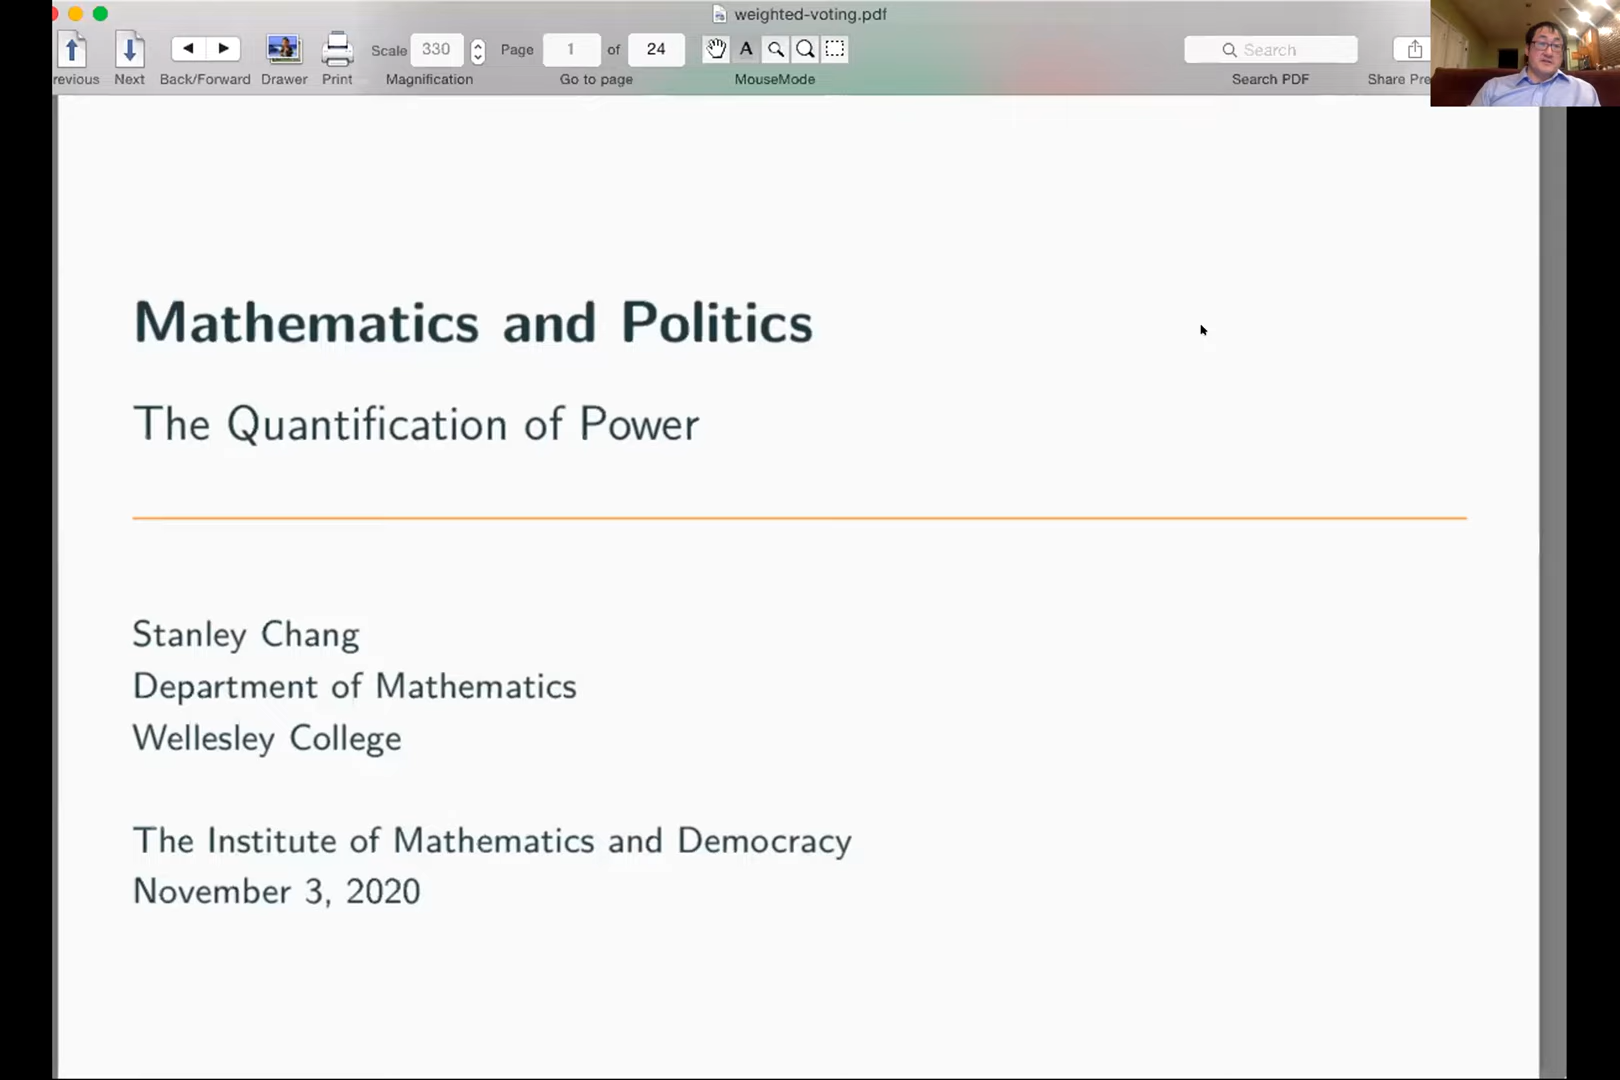 weighted-voting.pdf
Scale 330 Page 1 of 24 A Search
revious Next Back/Forward Drawer Print Magnification Go to page MouseMode Search PDF Share Pre
Mathematics and Politics
The Quantification of Power
Stanley Chang
Department of Mathematics
Wellesley College
The Institute of Mathematics and Democracy
November 3, 2020